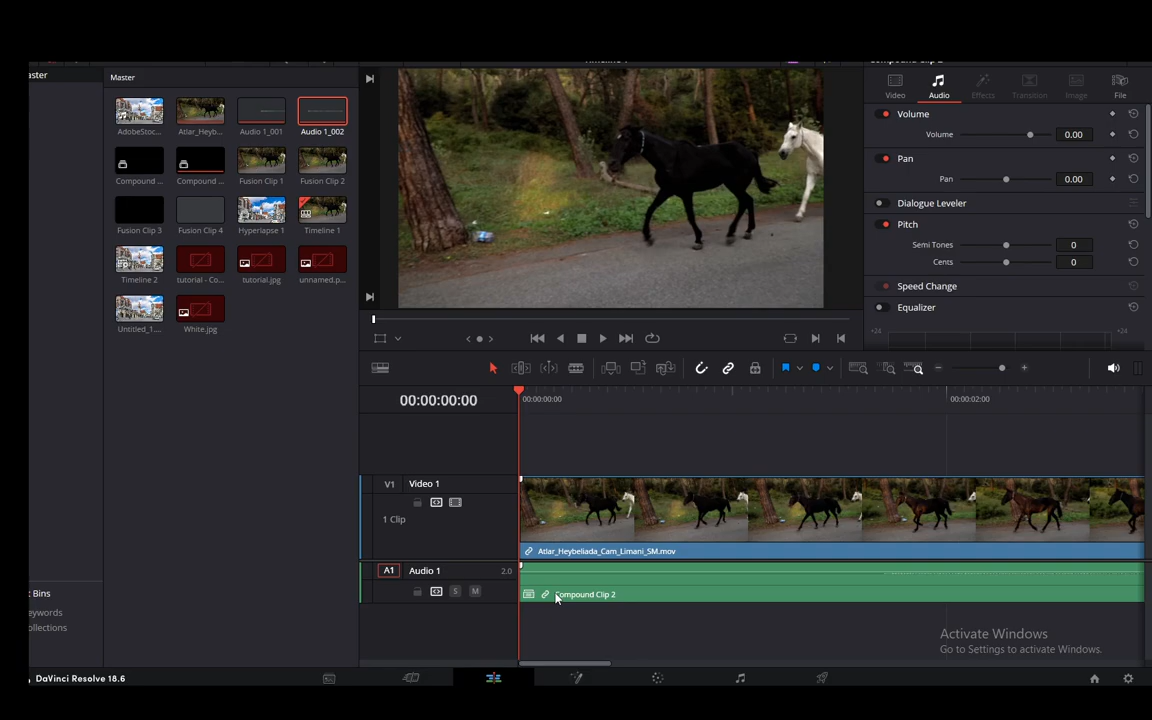 aster
Master
Video
Audio
Effects
Transition
Image
File
AdobeStoc...
Atlar_Heyb...
Audio 1_001
Audio 1_002
Compound ...
Compound ...
Fusion Clip 1
Fusion Clip 2
Fusion Clip 3
Fusion Clip 4
Hyperlapse 1
Timeline 1
Timeline 2
tutorial - Co...
tutorial.jpg
unnamed.p...
Untitled_1....
White.jpg
Volume
Volume 0.00
Pan
Pan 0.00
Dialogue Leveler
Pitch
Semi Tones 0
Cents 0
Speed Change
Equalizer
+24 +24
00:00:00:00
00:00:00:00
00:00:02:00
V1 Video 1
1 Clip
Atlar_Heybeliada_Cam_Limani_SM.mov
A1 Audio 1 2.0
S M
Compound Clip 2
t Bins
eywords
ollections
Activate Windows
Go to Settings to activate Windows.
DaVinci Resolve 18.6